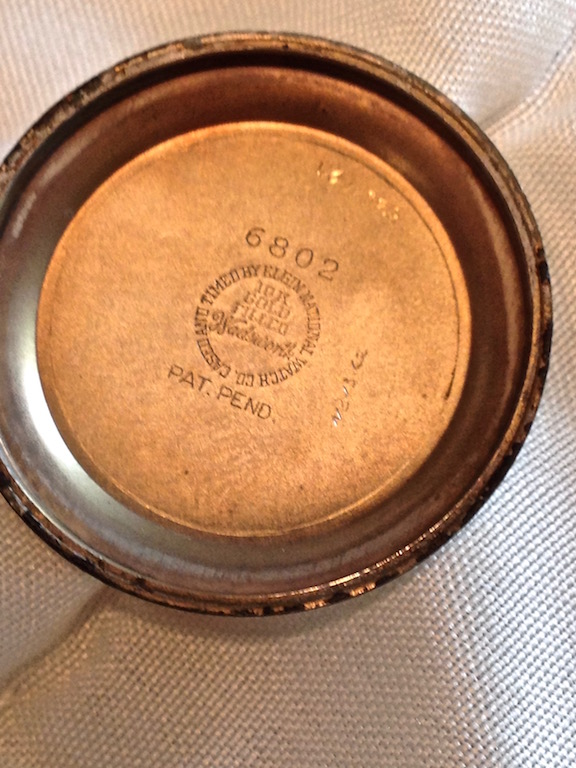 6802
CASED AND TIMED BY ELGIN NATIONAL WATCH CO.
10K
GOLD
FILLED
Wadsworth
PAT. PEND.